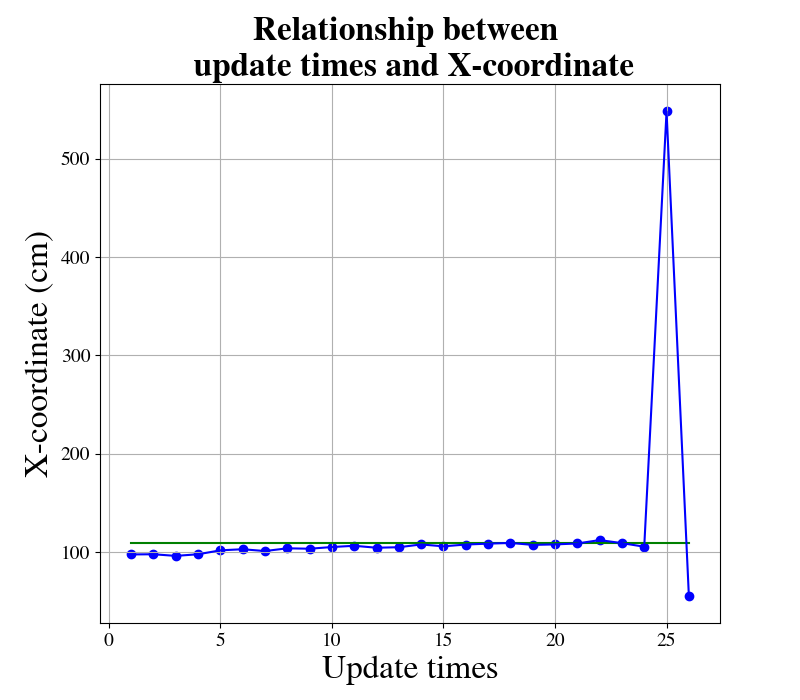 Relationship between
update times and X-coordinate
500
400
300
200
100
X-coordinate (cm)
0 5 10 15 20 25
Update times